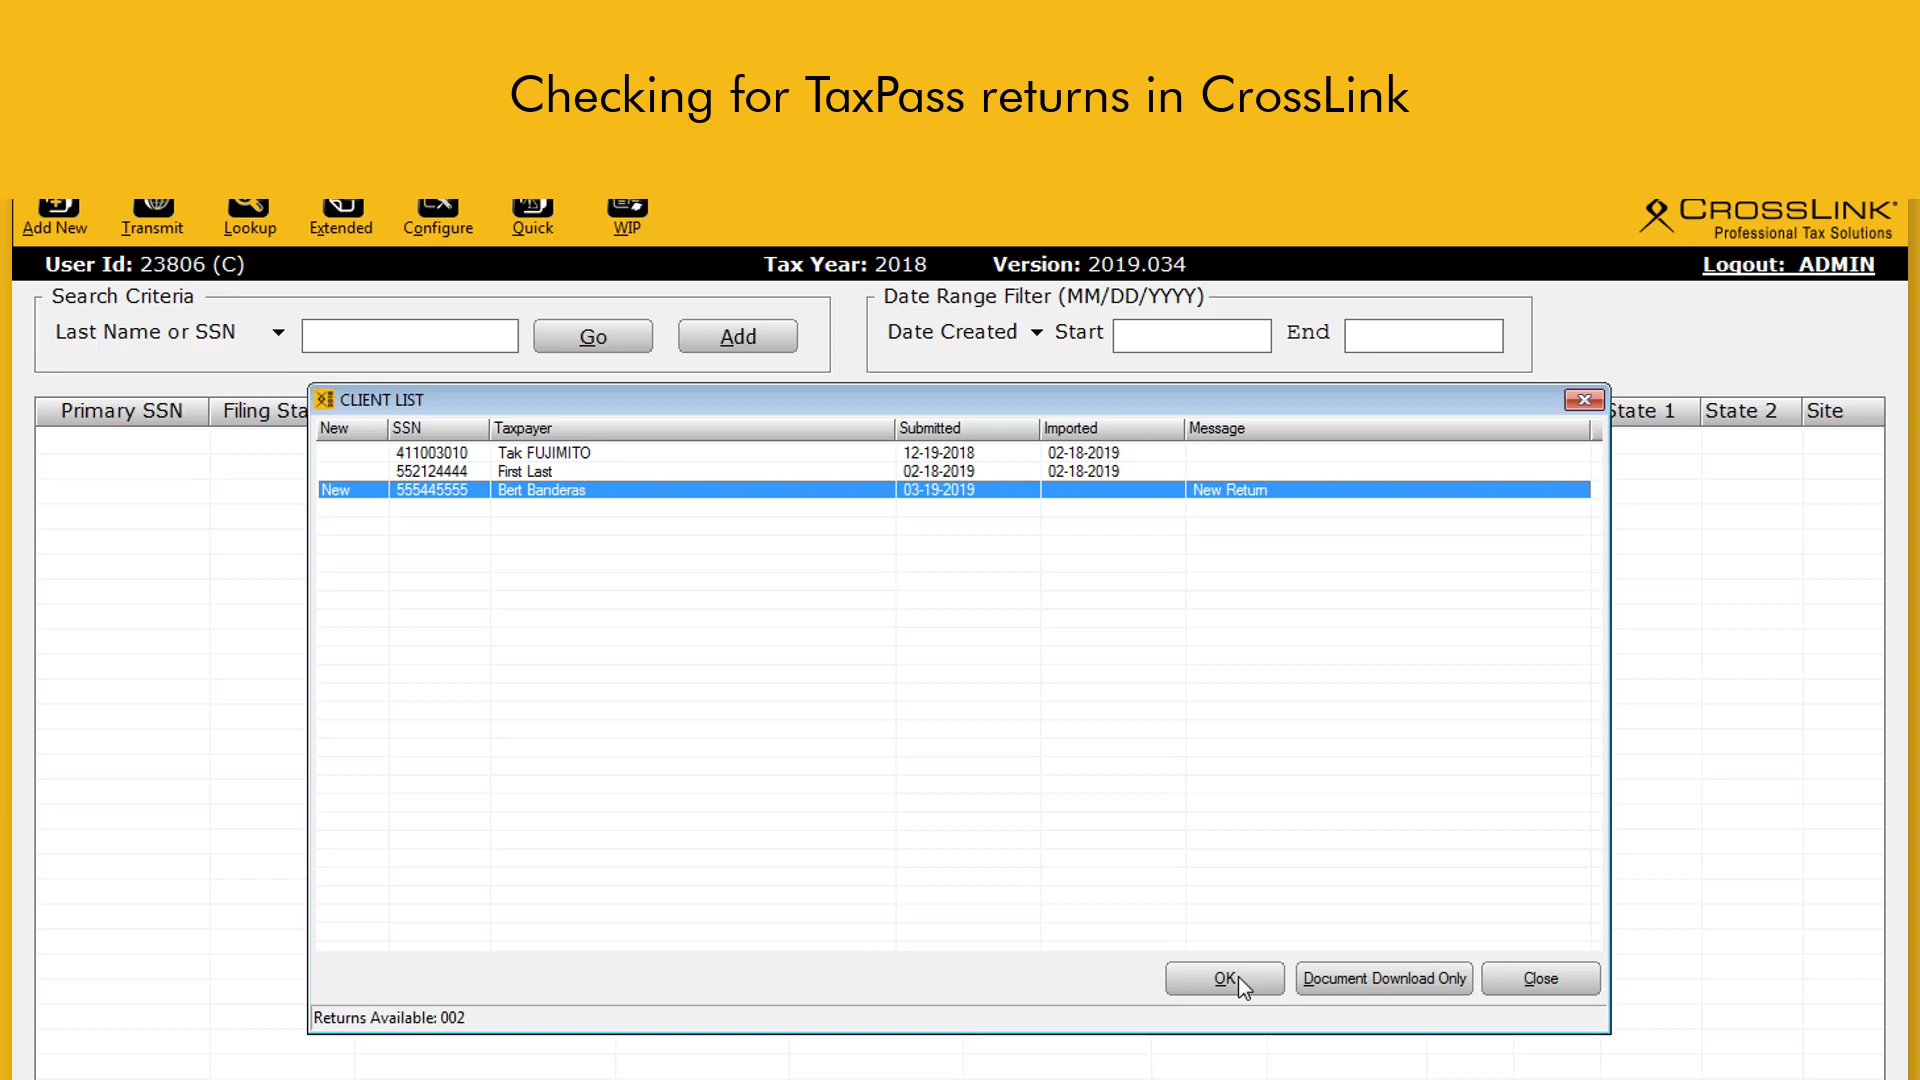 Checking for TaxPass returns in CrossLink
Add New Transmit Lookup Extended Configure Quick WIP
CROSSLINK
Professional Tax Solutions
User Id: 23806 (C) Tax Year: 2018 Version: 2019.034 Logout: ADMIN
Search Criteria Date Range Filter (MM/DD/YYYY)
Last Name or SSN Go Add Date Created Start End
CLIENT LIST
Primary SSN Filing Sta State 1 State 2 Site
New SSN Taxpayer Submitted Imported Message
411003010 Tak FUJIMITO 12-19-2018 02-18-2019
552124444 First Last 02-18-2019 02-18-2019
New 555445555 Bert Banderas 03-19-2019 New Return
OK Document Download Only Close
Returns Available: 002